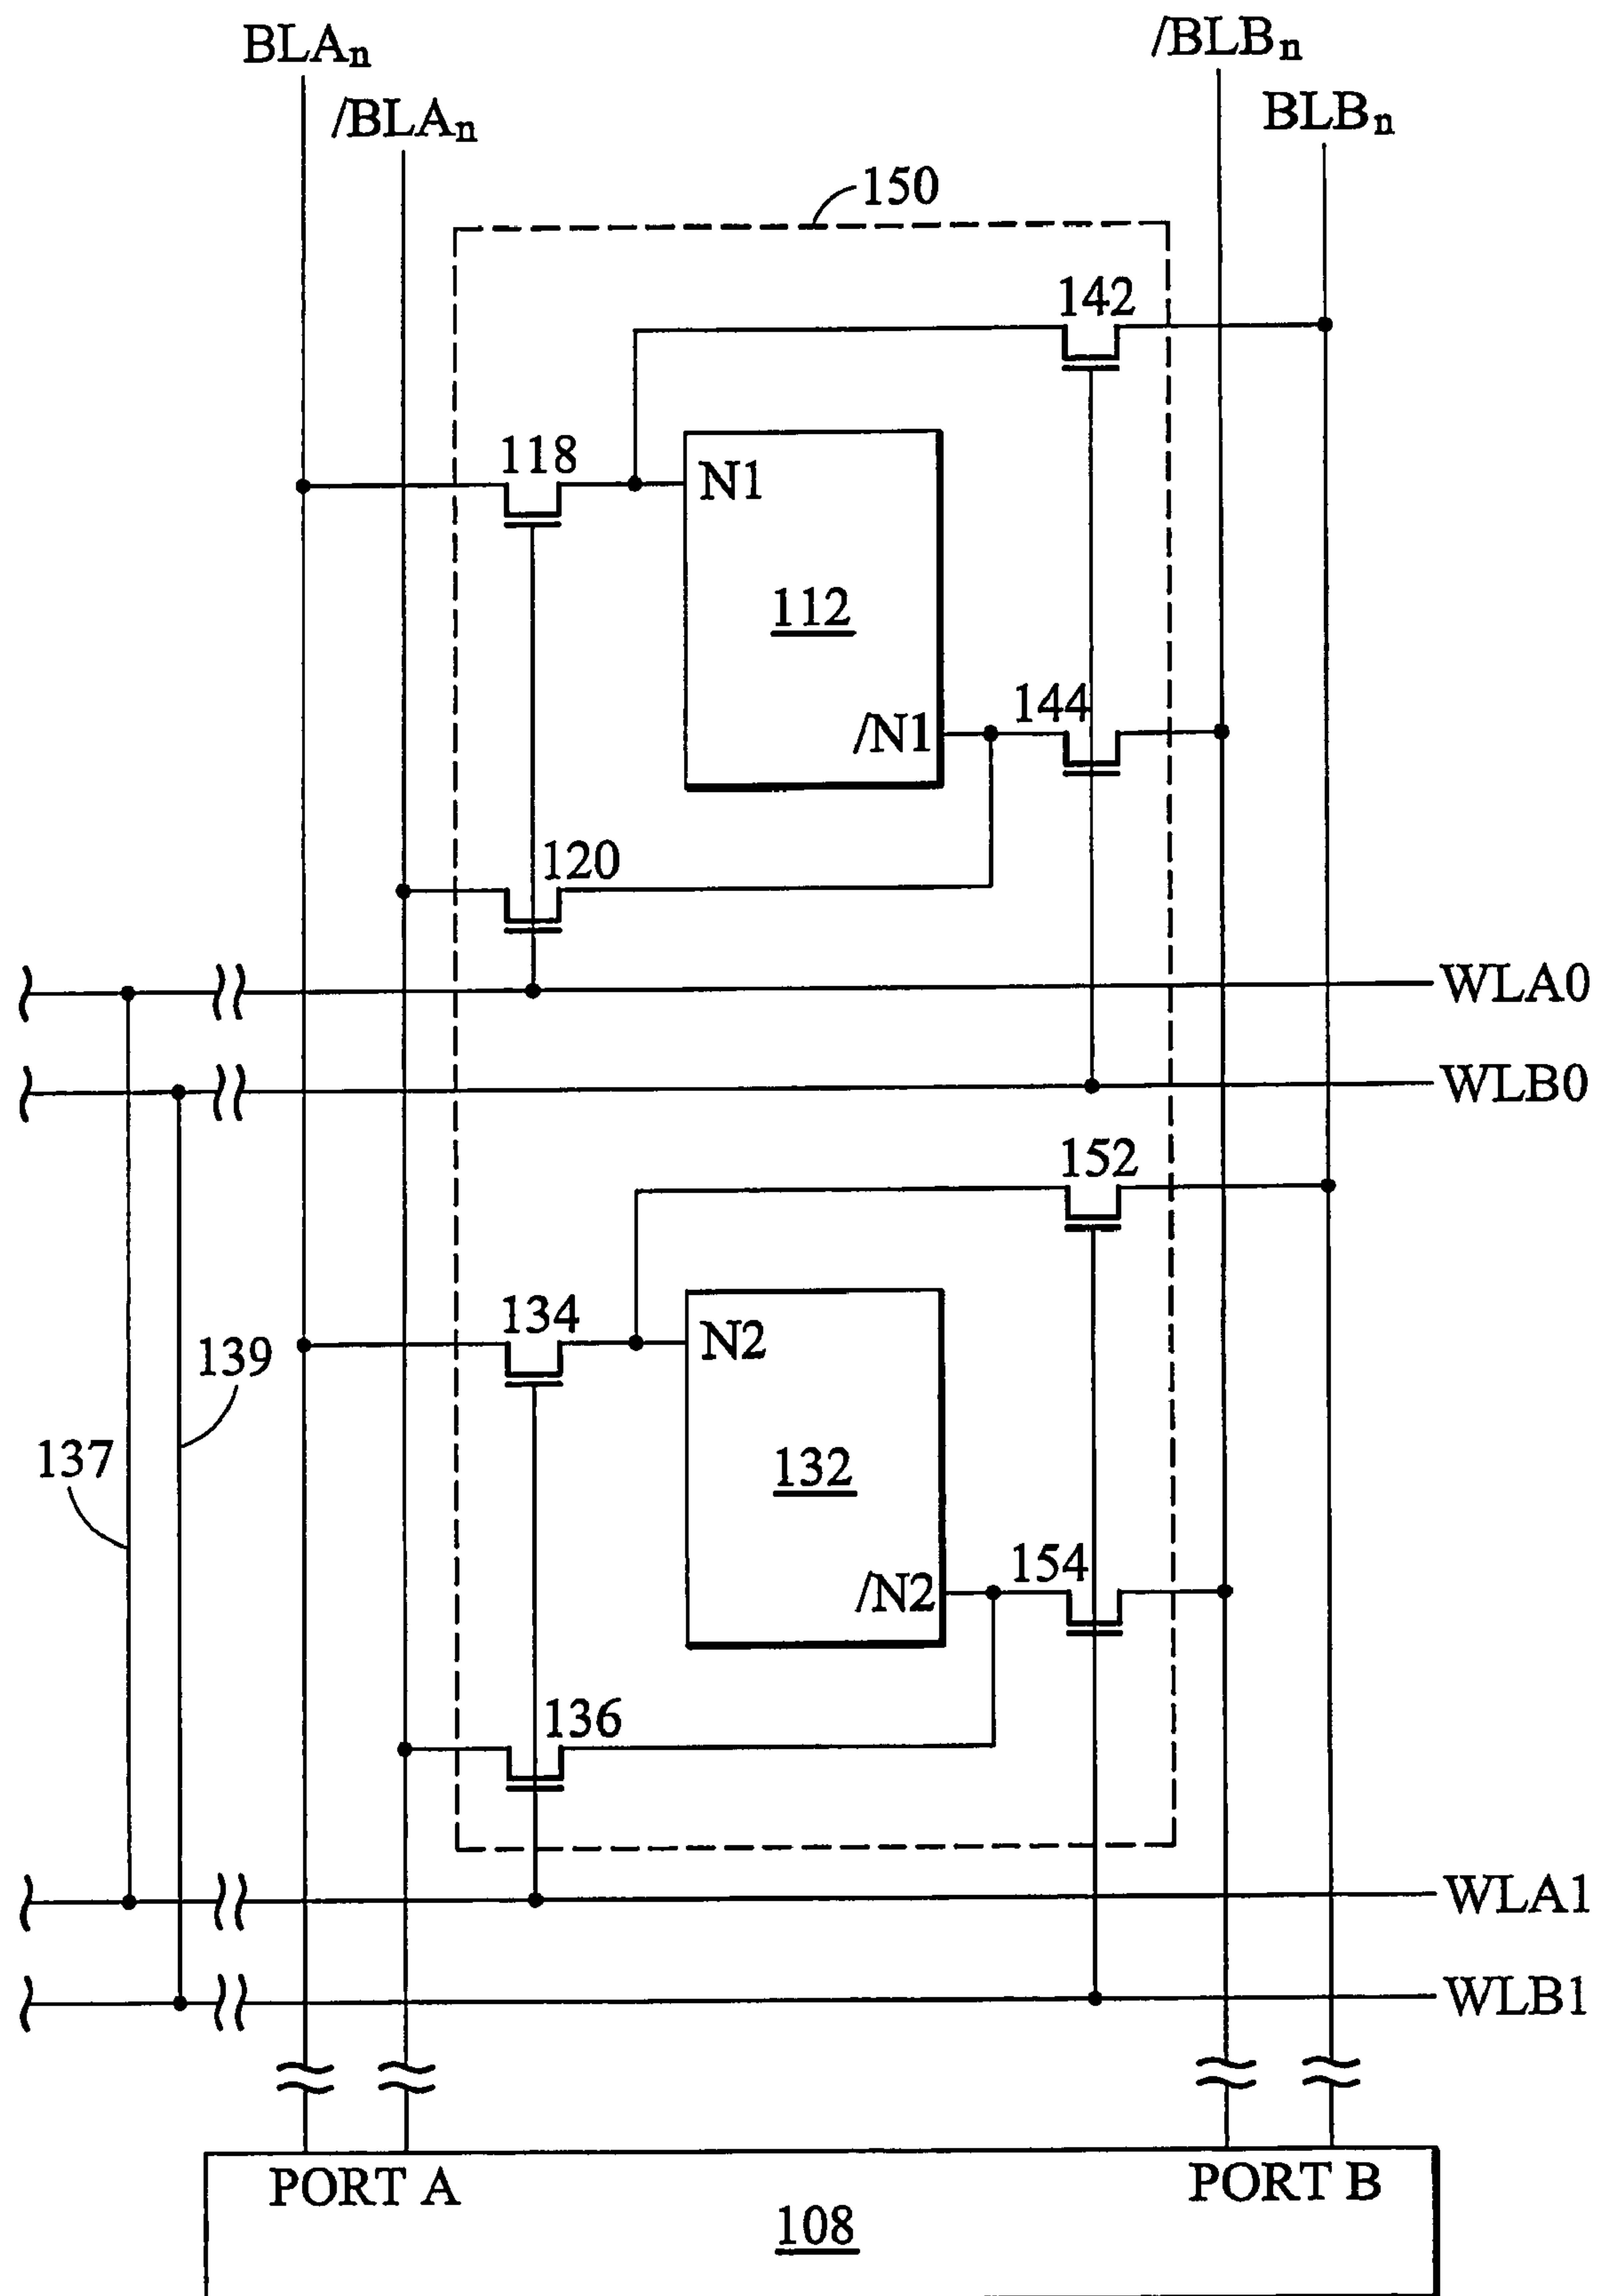 BLAn
/BLAn
/BLBn
BLBn
150
142
118
N1
112
144
/N1
120
WLA0
WLB0
152
134
N2
139
137
132
154
/N2
136
WLA1
WLB1
PORT A
PORT B
108